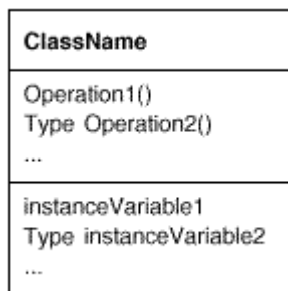 ClassName
Operation1()
Type Operation2()
...
instanceVariable1
Type instanceVariable2
...